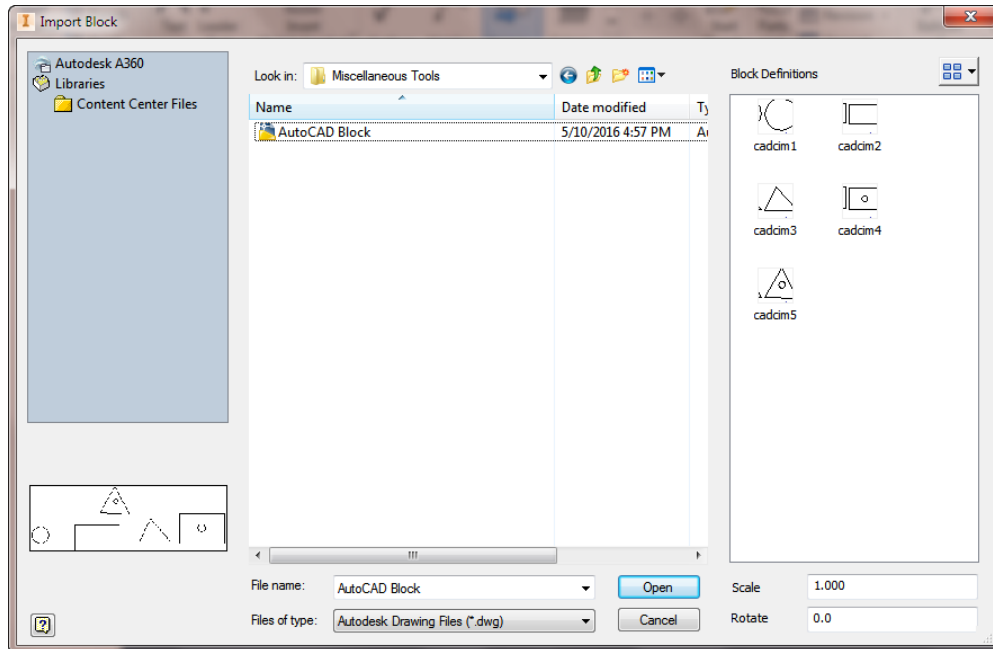 Import Block
Autodesk A360
Libraries
Content Center Files
Look in: Miscellaneous Tools
Name Date modified
AutoCAD Block 5/10/2016 4:57 PM
File name: AutoCAD Block Open
Files of type: Autodesk Drawing Files (*.dwg) Cancel
Block Definitions
cadcim1 cadcim2
cadcim3 cadcim4
cadcim5
Scale 1.000
Rotate 0.0